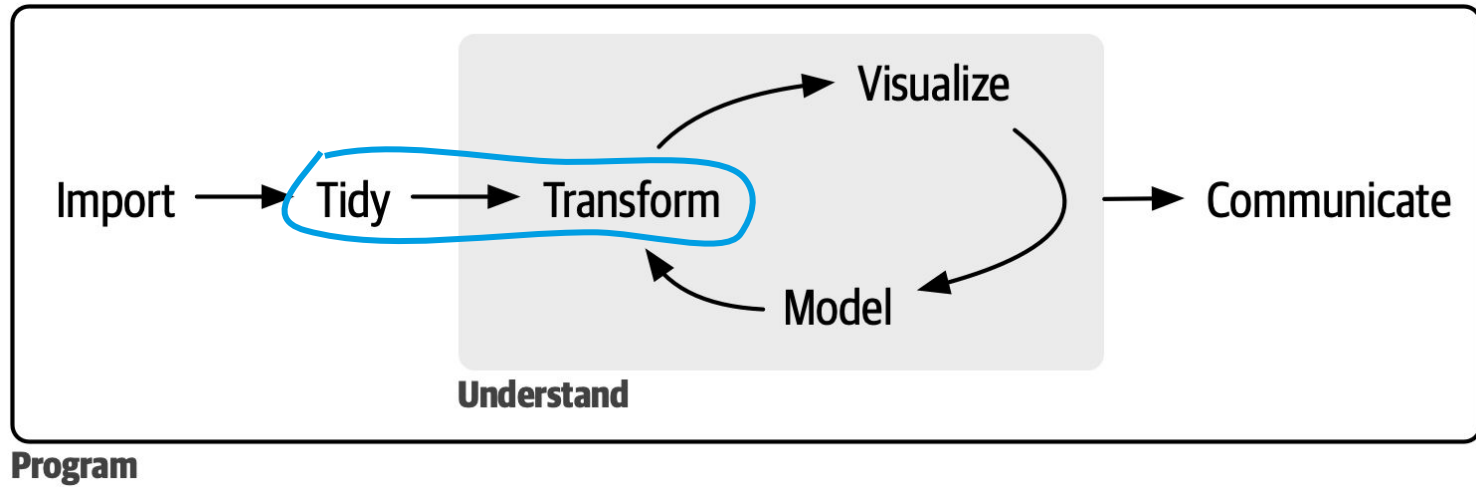 Visualize
Import Tidy Transform Communicate
Model
Understand
Program